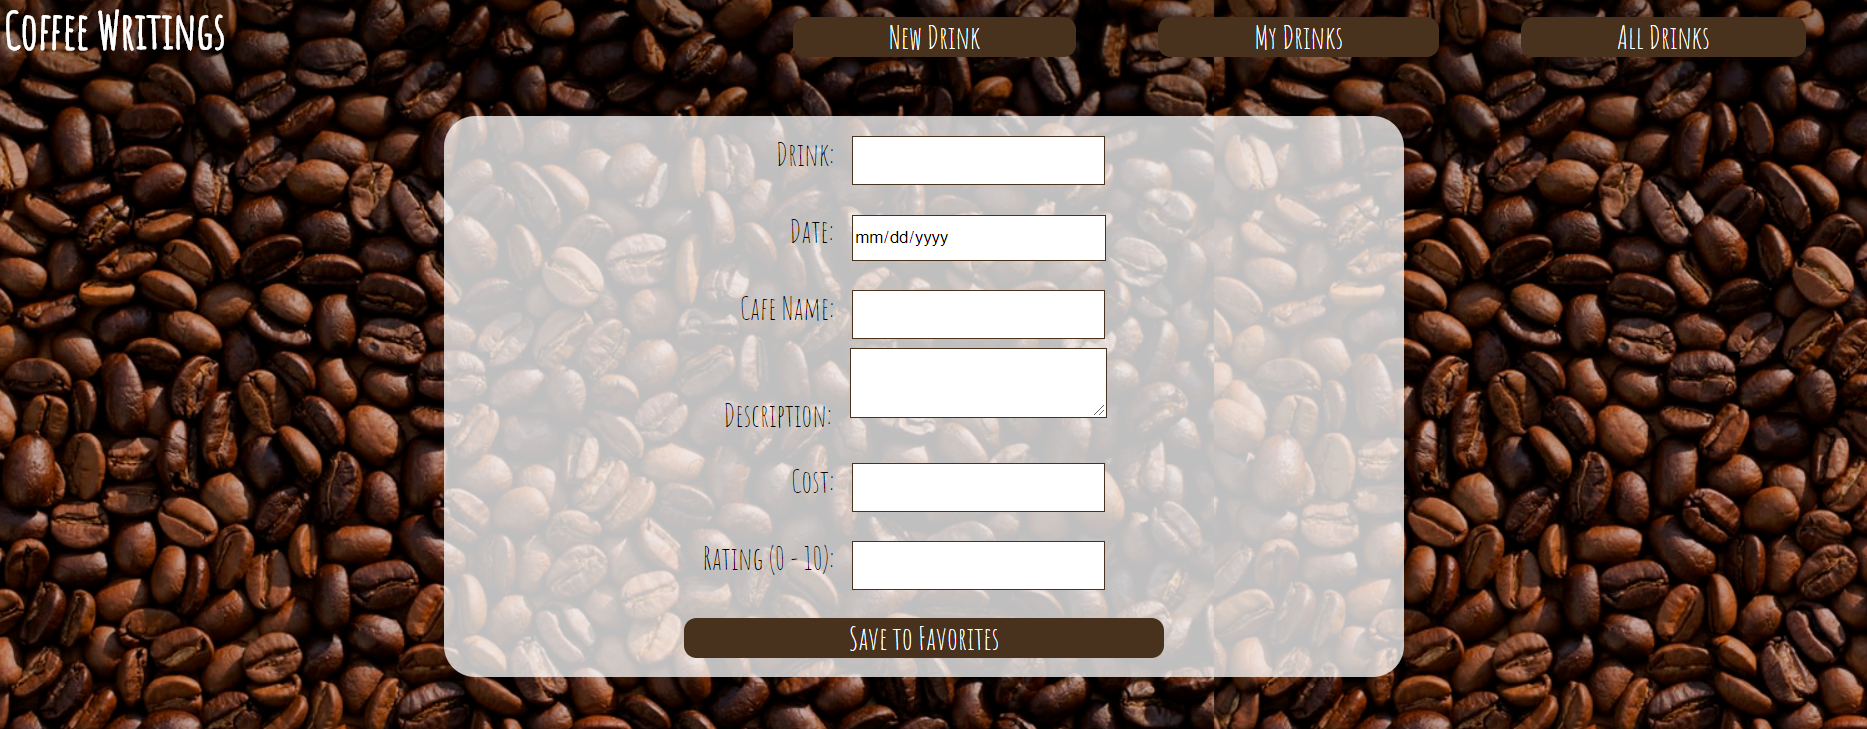 Coffee Writings
New Drink
My Drinks
All Drinks
Drink:
Date: mm/dd/yyyy
Cafe Name:
Description:
Cost:
Rating (0 - 10):
Save to Favorites